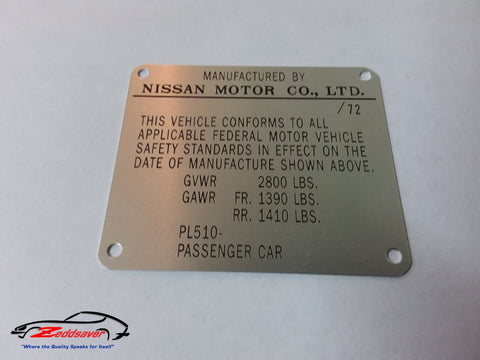 MANUFACTURED BY
NISSAN MOTOR CO., LTD.
/72
THIS VEHICLE CONFORMS TO ALL
APPLICABLE FEDERAL MOTOR VEHICLE
SAFETY STANDARDS IN EFFECT ON THE
DATE OF MANUFACTURE SHOWN ABOVE.
GVWR 2800 LBS.
GAWR FR. 1390 LBS.
RR. 1410 LBS.
PL510-
PASSENGER CAR
Zeddsaver
"Where the Quality Speaks for Itself"